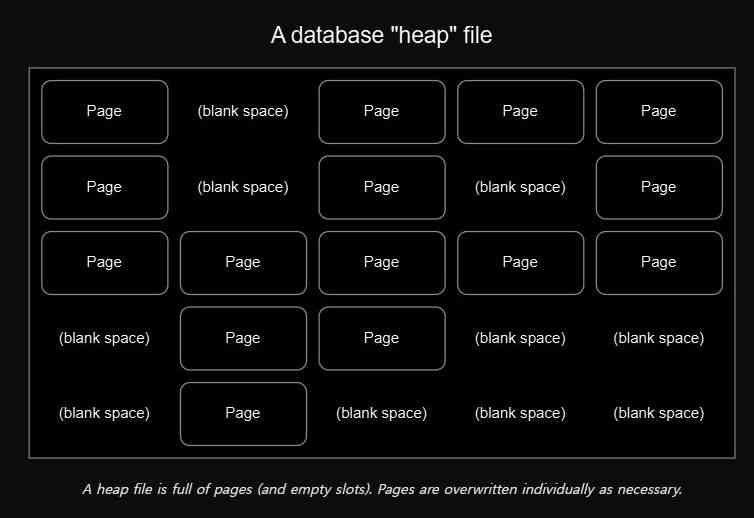 A database "heap" file
Page (blank space) Page Page Page
Page (blank space) Page (blank space) Page
Page Page Page Page Page
(blank space) Page Page (blank space) (blank space)
(blank space) Page (blank space) (blank space) (blank space)
A heap file is full of pages (and empty slots). Pages are overwritten individually as necessary.